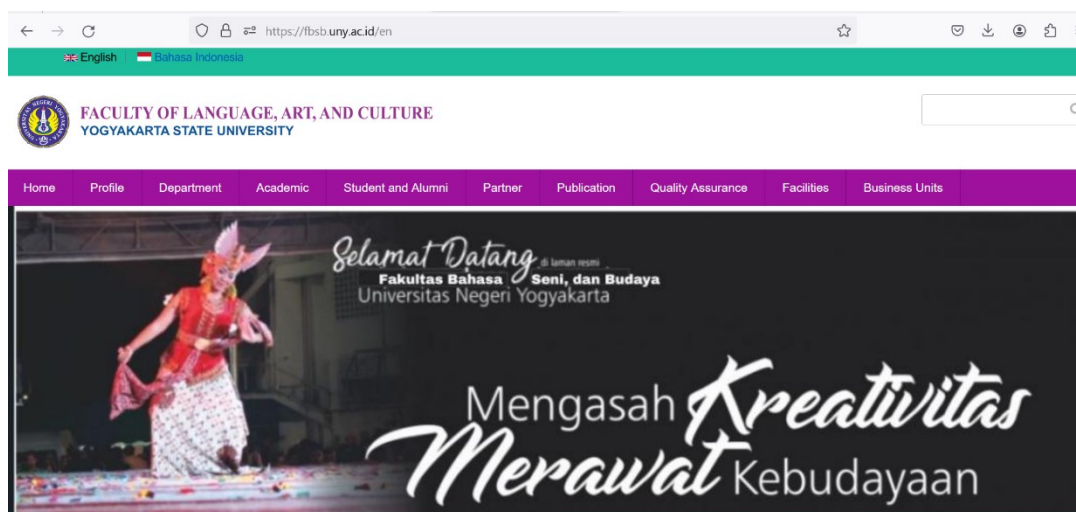 https://fbsb.uny.ac.id/en
English Bahasa Indonesia
FACULTY OF LANGUAGE, ART, AND CULTURE
YOGYAKARTA STATE UNIVERSITY
Home Profile Department Academic Student and Alumni Partner Publication Quality Assurance Facilities Business Units
Selamat Datang di laman resmi
Fakultas Bahasa Seni, dan Budaya
Universitas Negeri Yogyakarta
Mengasah Kreativitas
Merawat Kebudayaan